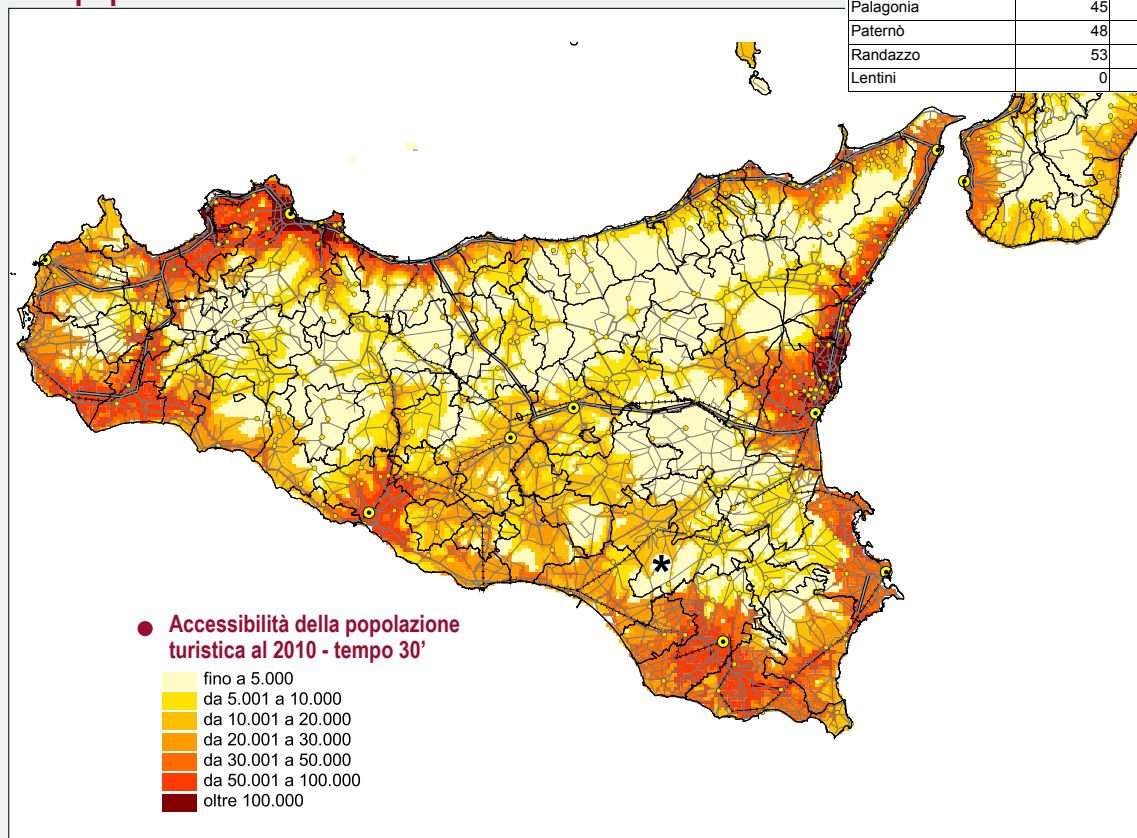 Palagonia 45
Paternò 48
Randazzo 53
Lentini 0
*
Accessibilità della popolazione
turistica al 2010 - tempo 30’
fino a 5.000
da 5.001 a 10.000
da 10.001 a 20.000
da 20.001 a 30.000
da 30.001 a 50.000
da 50.001 a 100.000
oltre 100.000